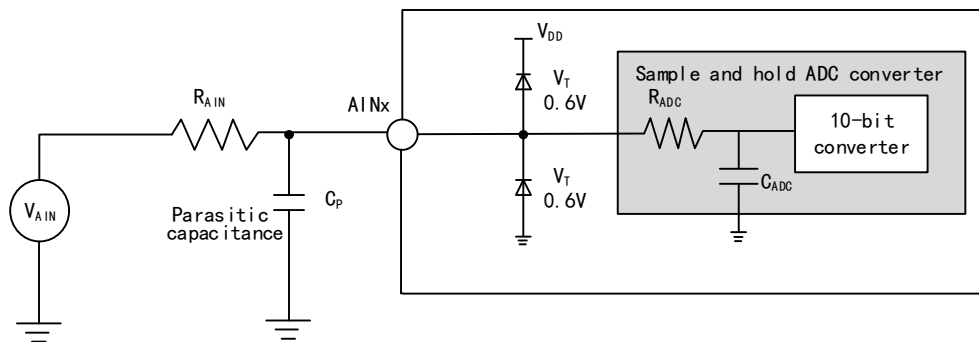 V_DD
Sample and hold ADC converter
V_T
0.6V
R_ADC
R_AIN
AINx
10-bit
converter
V_T
0.6V
C_ADC
V_AIN
C_P
Parasitic
capacitance